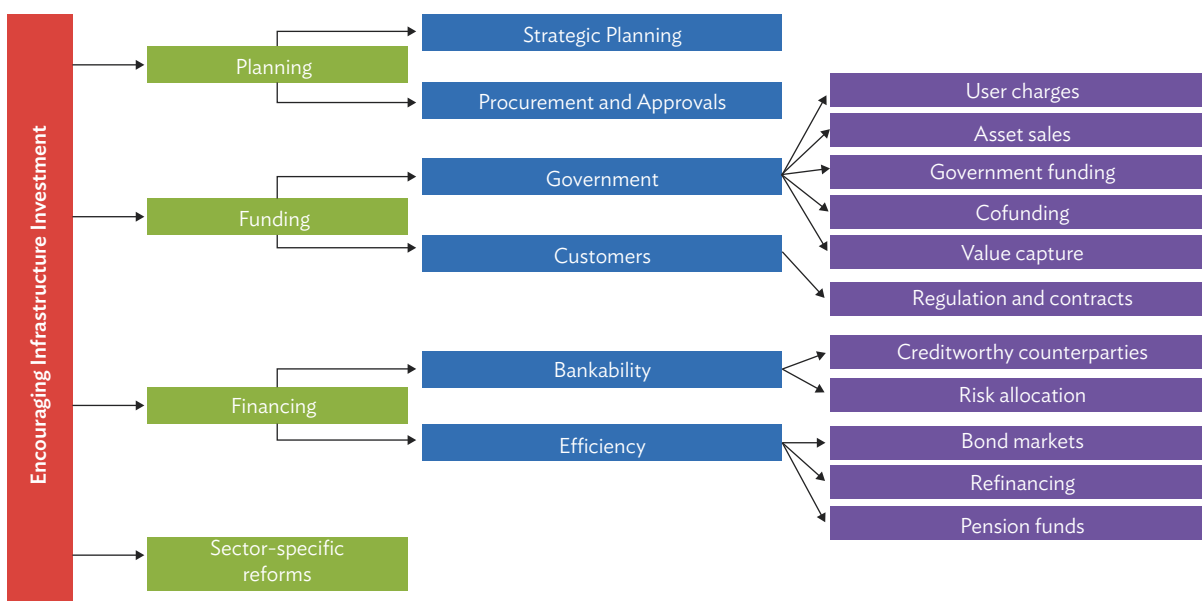 Encouraging Infrastructure Investment
Planning
Strategic Planning
Procurement and Approvals
Funding
Government
User charges
Asset sales
Government funding
Cofunding
Value capture
Customers
Regulation and contracts
Financing
Bankability
Creditworthy counterparties
Risk allocation
Efficiency
Bond markets
Refinancing
Pension funds
Sector-specific
reforms